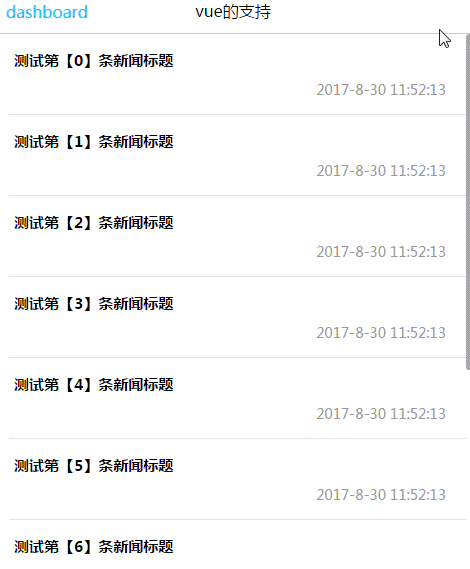 dashboard vue的支持
测试第【0】条新闻标题
2017-8-30 11:52:13
测试第【1】条新闻标题
2017-8-30 11:52:13
测试第【2】条新闻标题
2017-8-30 11:52:13
测试第【3】条新闻标题
2017-8-30 11:52:13
测试第【4】条新闻标题
2017-8-30 11:52:13
测试第【5】条新闻标题
2017-8-30 11:52:13
测试第【6】条新闻标题